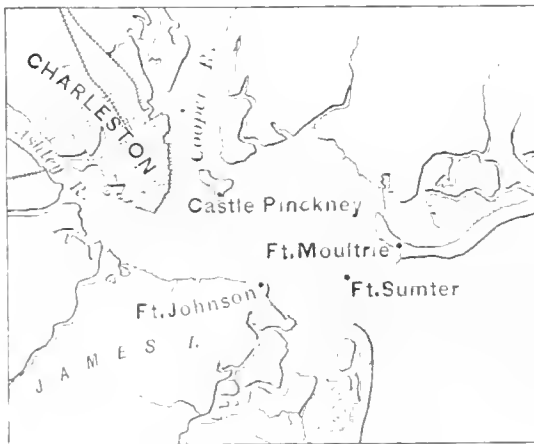 CHARLESTON
Cooper R.
Ashley R.
Castle Pinckney
Ft. Moultrie
Ft. Sumter
Ft. Johnson
JAMES I.